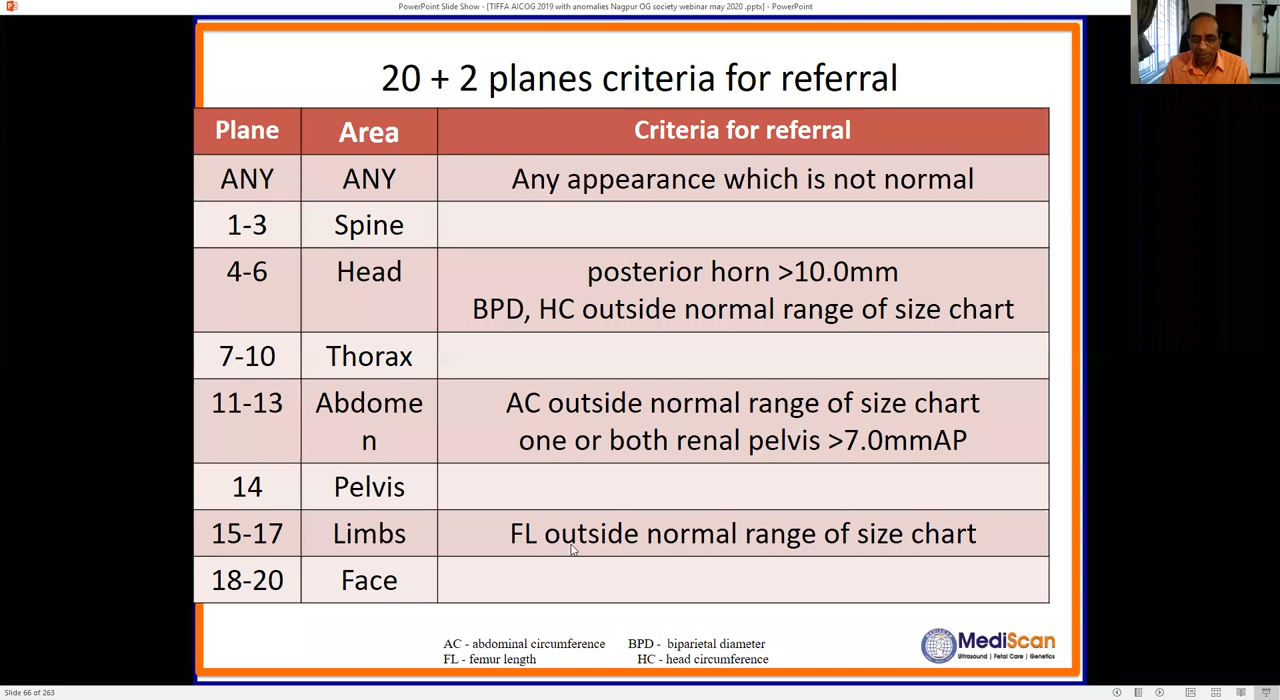 PowerPoint Slide Show - [TIFFA AICOG 2019 with anomalies Nagpur OG society webinar may 2020 .pptx] - PowerPoint
20 + 2 planes criteria for referral
Plane Area Criteria for referral
ANY ANY Any appearance which is not normal
1-3 Spine
4-6 Head posterior horn >10.0mm
BPD, HC outside normal range of size chart
7-10 Thorax
11-13 Abdome AC outside normal range of size chart
n one or both renal pelvis >7.0mmAP
14 Pelvis
15-17 Limbs FL outside normal range of size chart
18-20 Face
AC - abdominal circumference BPD - biparietal diameter
FL - femur length HC - head circumference
MediScan
Ultrasound | Fetal Care | Genetics
Slide 66 of 263